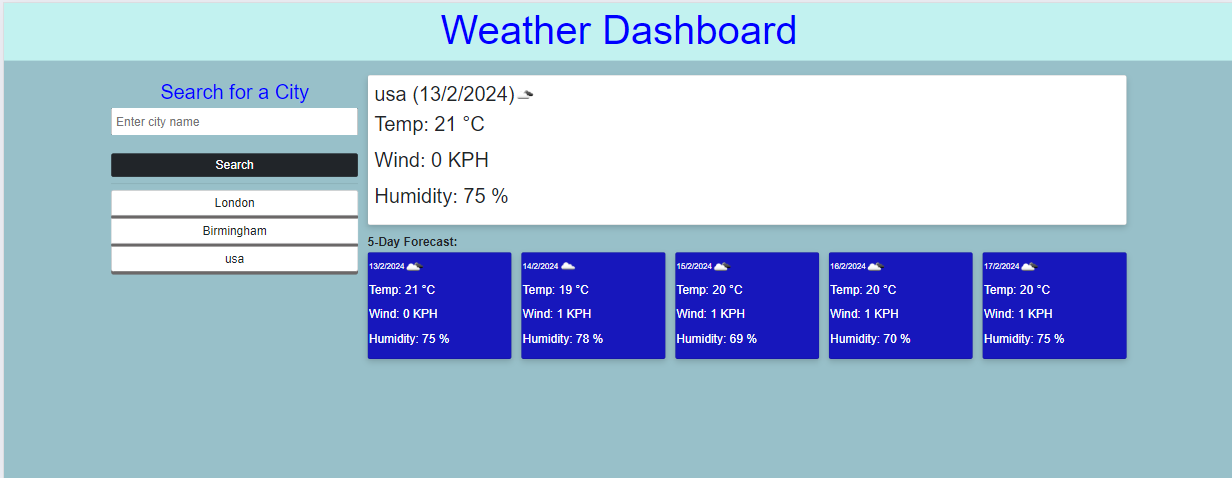 Weather Dashboard
Search for a City
Enter city name
Search
London
Birmingham
usa
usa (13/2/2024)
Temp: 21 °C
Wind: 0 KPH
Humidity: 75 %
5-Day Forecast:
13/2/2024
Temp: 21 °C
Wind: 0 KPH
Humidity: 75 %
14/2/2024
Temp: 19 °C
Wind: 1 KPH
Humidity: 78 %
15/2/2024
Temp: 20 °C
Wind: 1 KPH
Humidity: 69 %
16/2/2024
Temp: 20 °C
Wind: 1 KPH
Humidity: 70 %
17/2/2024
Temp: 20 °C
Wind: 1 KPH
Humidity: 75 %